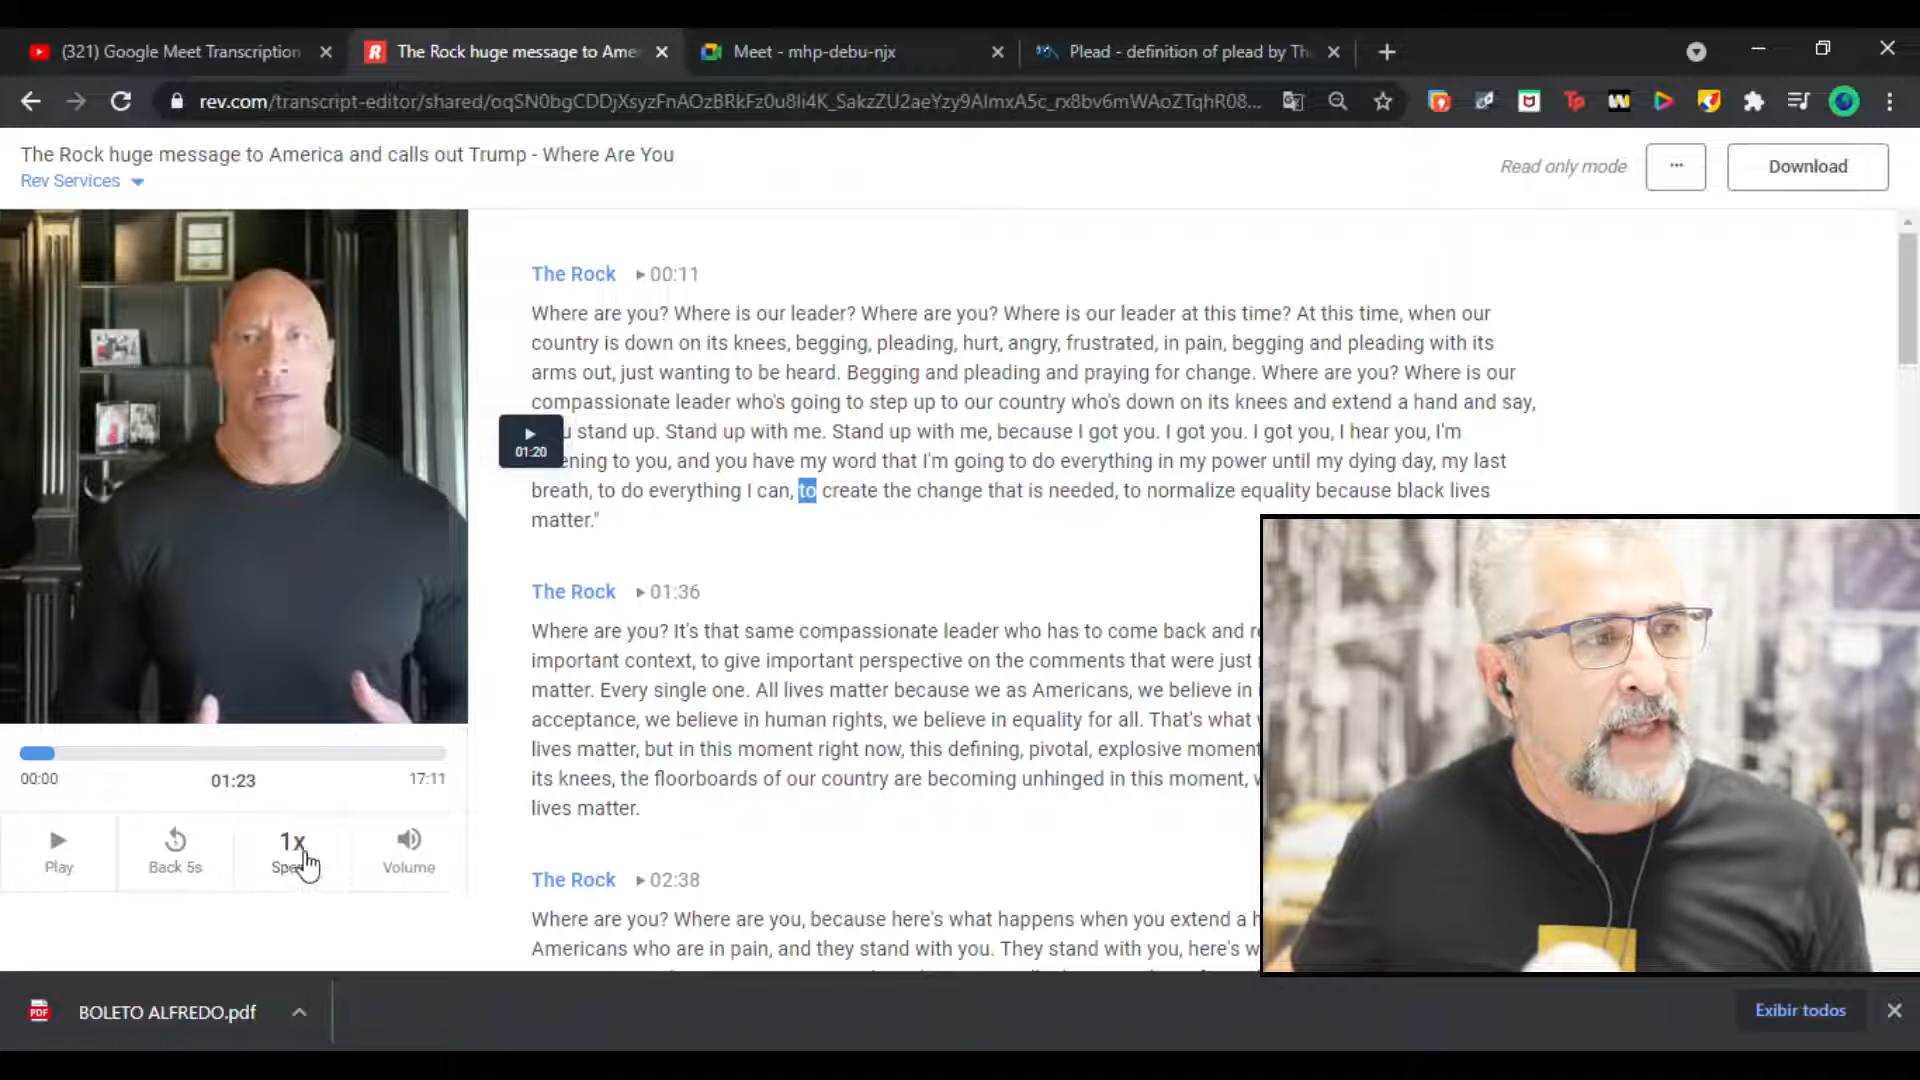 (321) Google Meet Transcription
The Rock huge message to Ame
Meet - mhp-debu-njx
Plead - definition of plead by Th
rev.com/transcript-editor/shared/oqSN0bgCDDjXsyzFnAOzBRkFz0u8li4K_SakzZU2aeYzy9AlmxA5c_rx8bv6mWAoZTqhR08...
The Rock huge message to America and calls out Trump - Where Are You
Rev Services
Read only mode
...
Download
The Rock 00:11
Where are you? Where is our leader? Where are you? Where is our leader at this time? At this time, when our
country is down on its knees, begging, pleading, hurt, angry, frustrated, in pain, begging and pleading with its
arms out, just wanting to be heard. Begging and pleading and praying for change. Where are you? Where is our
compassionate leader who's going to step up to our country who's down on its knees and extend a hand and say,
stand up. Stand up with me. Stand up with me, because I got you. I got you. I got you, I hear you, I'm
ening to you, and you have my word that I'm going to do everything in my power until my dying day, my last
breath, to do everything I can, to create the change that is needed, to normalize equality because black lives
matter."
01:20
The Rock 01:36
Where are you? It's that same compassionate leader who has to come back and
important context, to give important perspective on the comments that were just
matter. Every single one. All lives matter because we as Americans, we believe in
acceptance, we believe in human rights, we believe in equality for all. That's what
lives matter, but in this moment right now, this defining, pivotal, explosive moment
its knees, the floorboards of our country are becoming unhinged in this moment,
lives matter.
The Rock 02:38
Where are you? Where are you, because here's what happens when you extend a
Americans who are in pain, and they stand with you. They stand with you, here's
00:00
01:23
17:11
Play
Back 5s
1x
Volume
PDF
BOLETO ALFREDO.pdf
Exibir todos